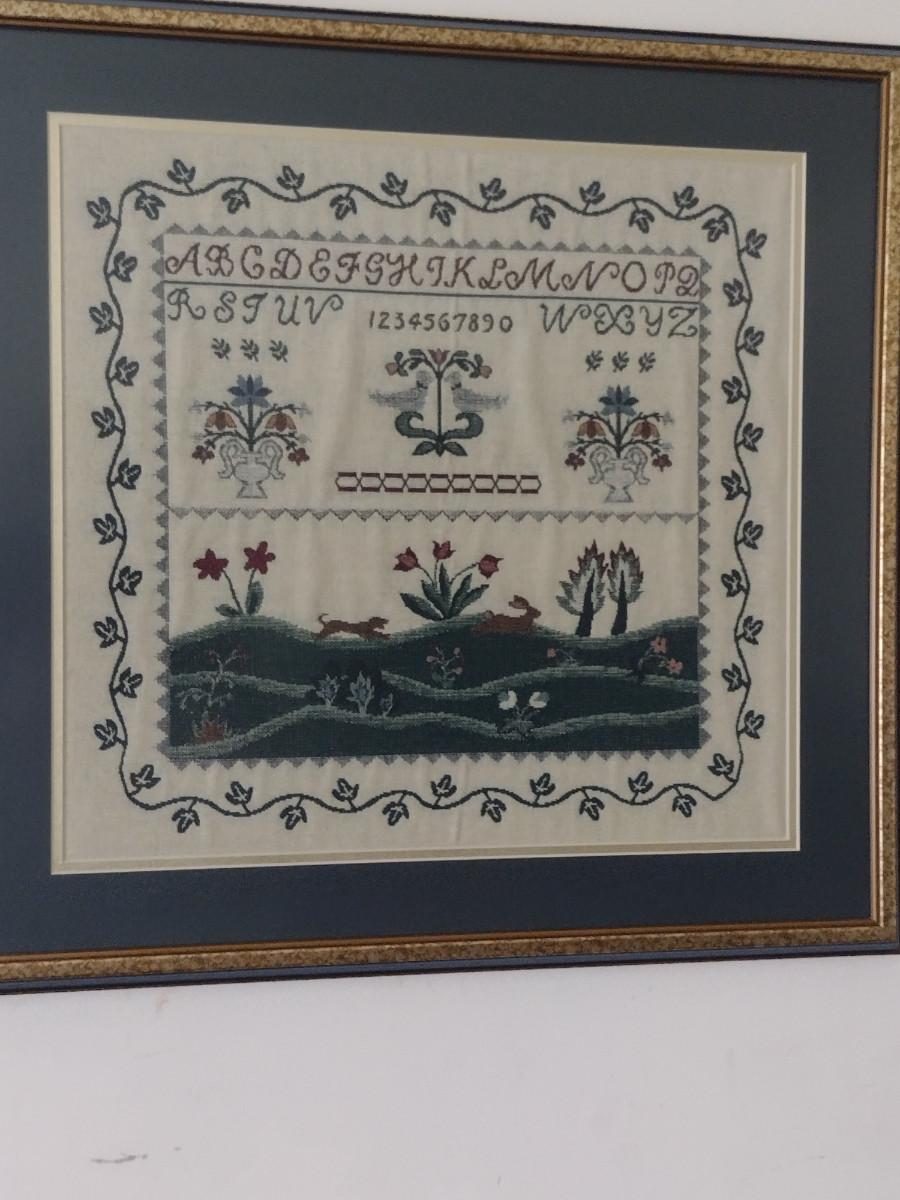 ABCDEFGHIKLMNOPQ
RSTUV 1234567890 WXYZ